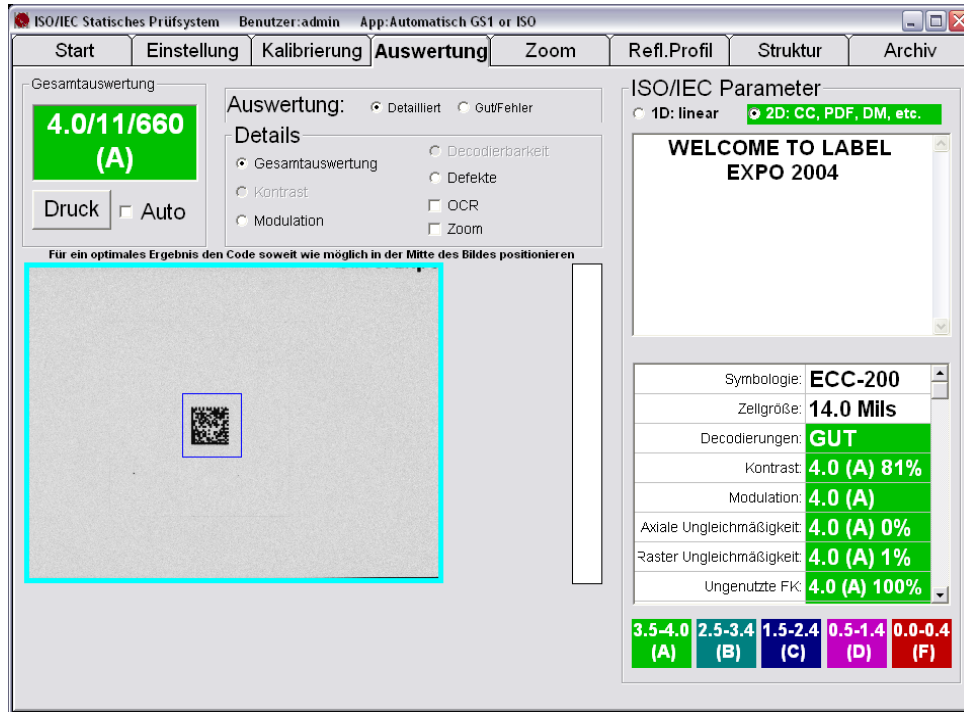 ISO/IEC Statisches Prüfsystem Benutzer:admin App:Automatisch GS1 or ISO
Start Einstellung Kalibrierung Auswertung Zoom Refl.Profil Struktur Archiv
Gesamtauswertung
4.0/11/660
(A)
Druck Auto
Auswertung: Detailliert Gut/Fehler
Details
Gesamtauswertung
Kontrast
Modulation
Decodierbarkeit
Defekte
OCR
Zoom
Für ein optimales Ergebnis den Code soweit wie möglich in der Mitte des Bildes positionieren
ISO/IEC Parameter
1D: linear 2D: CC, PDF, DM, etc.
WELCOME TO LABEL
EXPO 2004
Symbologie: ECC-200
Zellgröße: 14.0 Mils
Decodierungen: GUT
Kontrast: 4.0 (A) 81%
Modulation: 4.0 (A)
Axiale Ungleichmäßigkeit: 4.0 (A) 0%
Raster Ungleichmäßigkeit: 4.0 (A) 1%
Ungenutzte FK: 4.0 (A) 100%
3.5-4.0 2.5-3.4 1.5-2.4 0.5-1.4 0.0-0.4
(A) (B) (C) (D) (F)